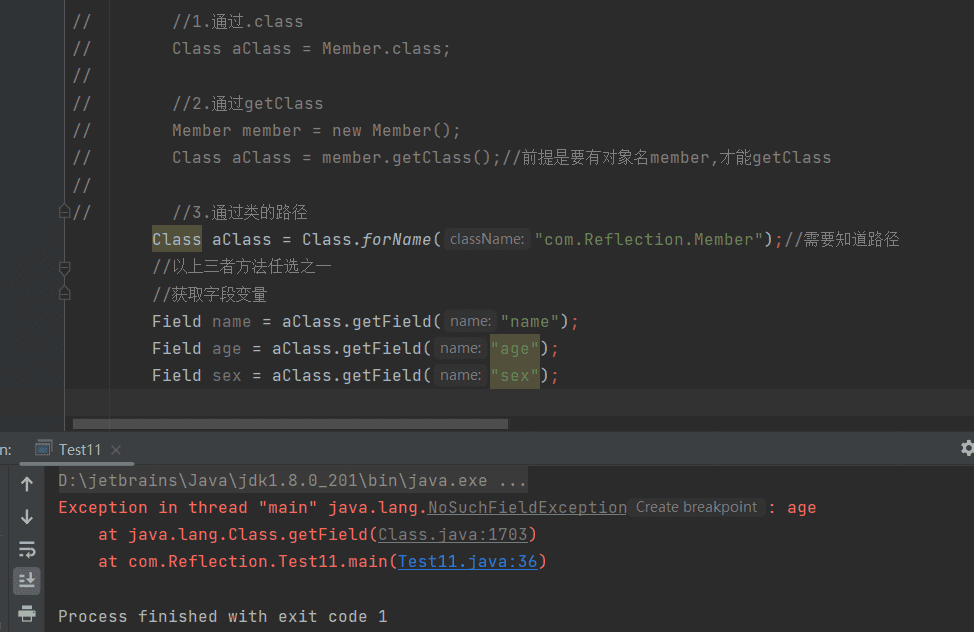 //        //1.通过.class
//        Class aClass = Member.class;
//
//        //2.通过getClass
//        Member member = new Member();
//        Class aClass = member.getClass();//前提是要有对象名member,才能getClass
//
//        //3.通过类的路径
Class aClass = Class.forName( className: "com.Reflection.Member");//需要知道路径
//以上三者方法任选之一
//获取字段变量
Field name = aClass.getField( name: "name");
Field age = aClass.getField( name: "age");
Field sex = aClass.getField( name: "sex");
n: Test11 ×
D:\jetbrains\Java\jdk1.8.0_201\bin\java.exe ...
Exception in thread "main" java.lang.NoSuchFieldException Create breakpoint : age
    at java.lang.Class.getField(Class.java:1703)
    at com.Reflection.Test11.main(Test11.java:36)
Process finished with exit code 1